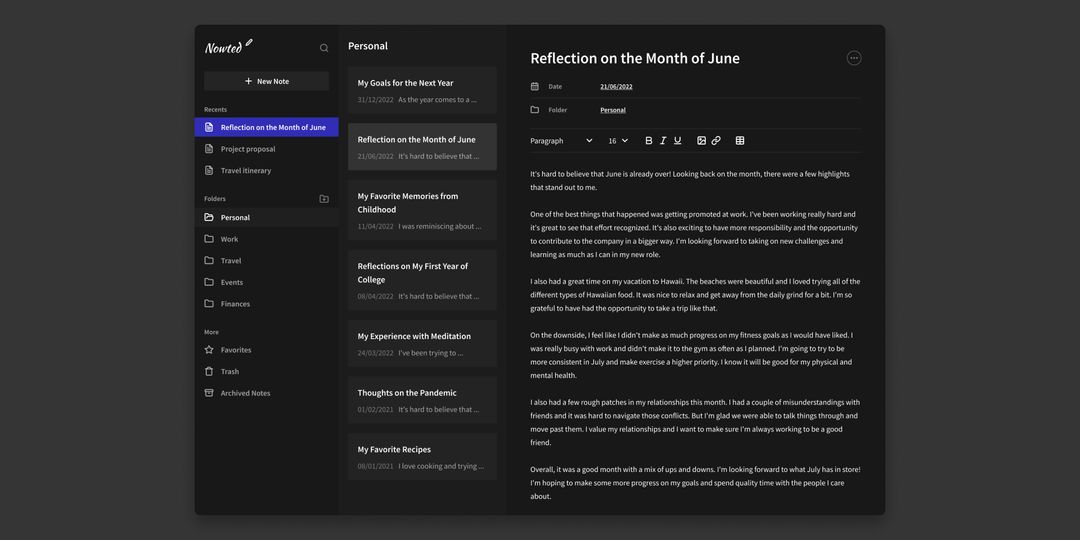 Nowted
New Note
Recents
Reflection on the Month of June
Project proposal
Travel itinerary
Folders
Personal
Work
Travel
Events
Finances
More
Favorites
Trash
Archived Notes
Personal
My Goals for the Next Year
31/12/2022 As the year comes to a ...
Reflection on the Month of June
21/06/2022 It's hard to believe that ...
My Favorite Memories from
Childhood
11/04/2022 I was reminiscing about ...
Reflections on My First Year of
College
08/04/2022 It's hard to believe that ...
My Experience with Meditation
24/03/2022 I've been trying to ...
Thoughts on the Pandemic
01/02/2021 It's hard to believe that ...
My Favorite Recipes
08/01/2021 I love cooking and trying ...
Reflection on the Month of June
Date 21/06/2022
Folder Personal
Paragraph 16 B I U
It's hard to believe that June is already over! Looking back on the month, there were a few highlights
that stand out to me.
One of the best things that happened was getting promoted at work. I've been working really hard and
it's great to see that effort recognized. It's also exciting to have more responsibility and the opportunity
to contribute to the company in a bigger way. I'm looking forward to taking on new challenges and
learning as much as I can in my new role.
I also had a great time on my vacation to Hawaii. The beaches were beautiful and I loved trying all of the
different types of Hawaiian food. It was nice to relax and get away from the daily grind for a bit. I'm so
grateful to have had the opportunity to take a trip like that.
On the downside, I feel like I didn't make as much progress on my fitness goals as I would have liked. I
was really busy with work and didn't make it to the gym as often as I planned. I'm going to try to be
more consistent in July and make exercise a higher priority. I know it will be good for my physical and
mental health.
I also had a few rough patches in my relationships this month. I had a couple of misunderstandings with
friends and it was hard to navigate those conflicts. But I'm glad we were able to talk things through and
move past them. I value my relationships and I want to make sure I'm always working to be a good
friend.
Overall, it was a good month with a mix of ups and downs. I'm looking forward to what July has in store!
I'm hoping to make some more progress on my goals and spend quality time with the people I care
about.